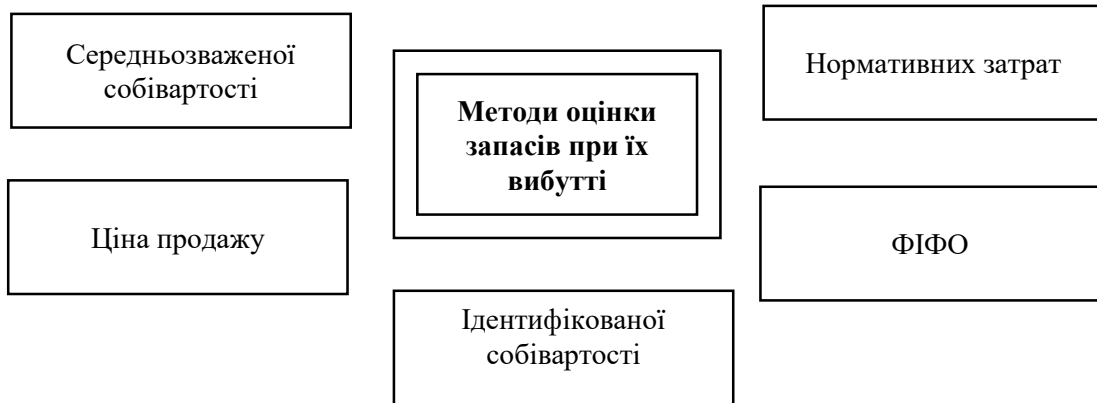 Середньозваженої
собівартості
Методи оцінки
запасів при їх
вибутті
Нормативних затрат
Ціна продажу
ФІФО
Ідентифікованої
собівартості